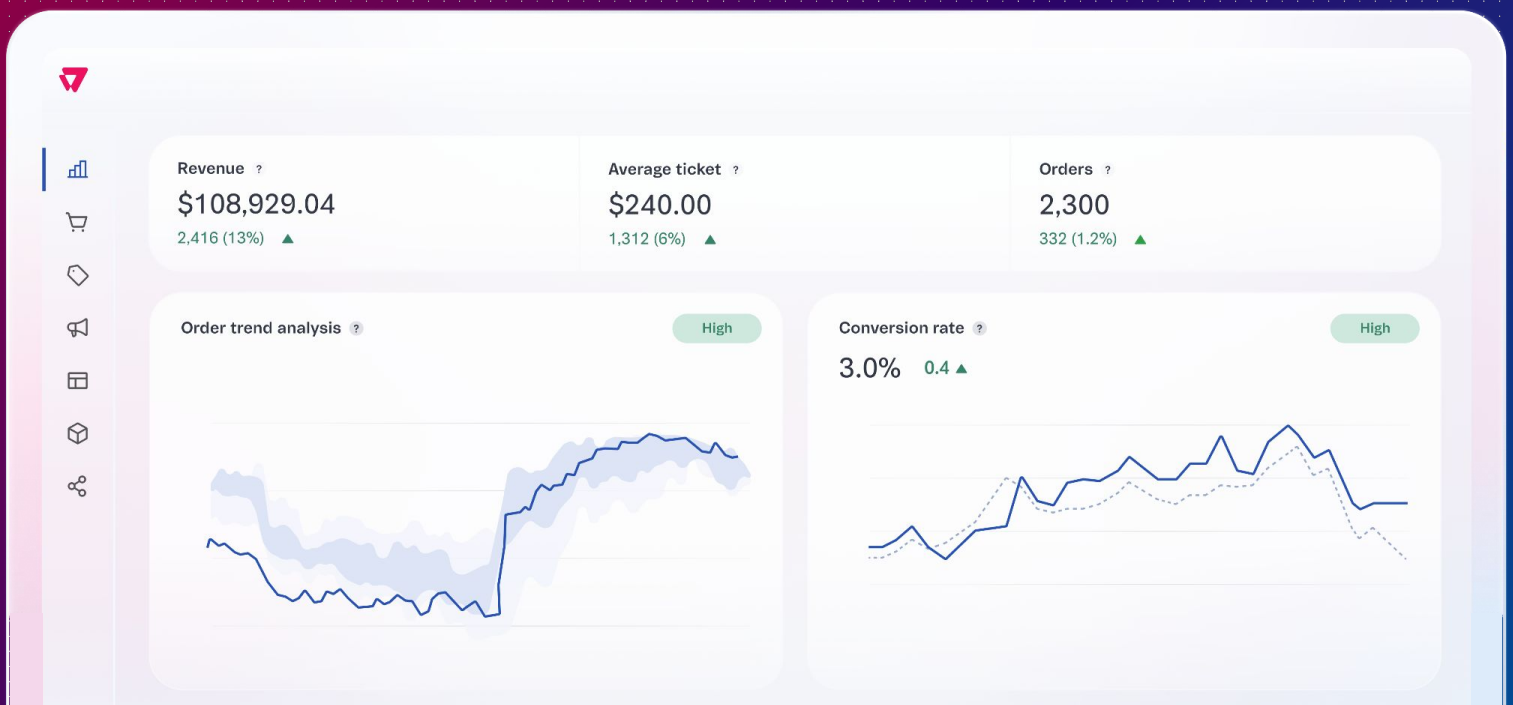 Revenue ?
$108,929.04
2,416 (13%) ▲
Average ticket ?
$240.00
1,312 (6%) ▲
Orders ?
2,300
332 (1.2%) ▲
Order trend analysis ?
High
Conversion rate ?
High
3.0% 0.4 ▲